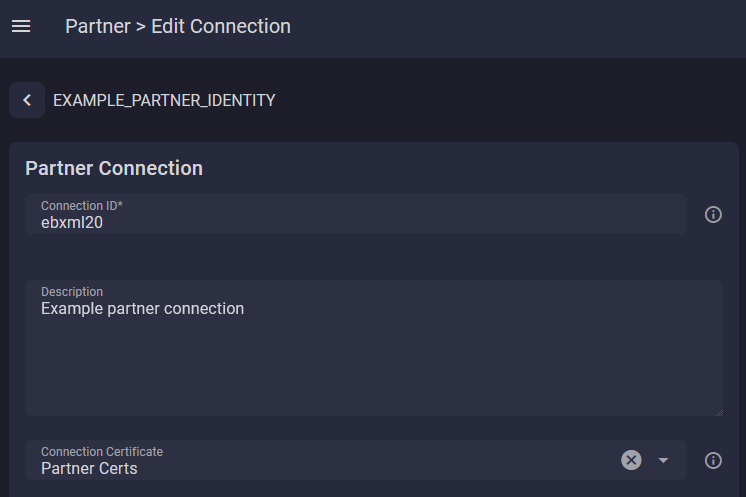 Partner > Edit Connection
EXAMPLE_PARTNER_IDENTITY
Partner Connection
Connection ID*
ebxml20
Description
Example partner connection
Connection Certificate
Partner Certs